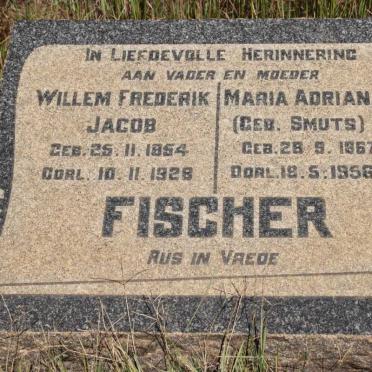 IN LIEFDEVOLLE HERINNERING
AAN VADER EN MOEDER
WILLEM FREDERIK
JACOB
GEB. 25.11.1854
OORL. 10.11.1928
MARIA ADRIAN
(GEB. SMUTS)
GEB. 28.9.1867
OORL. 18.5.1956
FISCHER
RUS IN VREDE